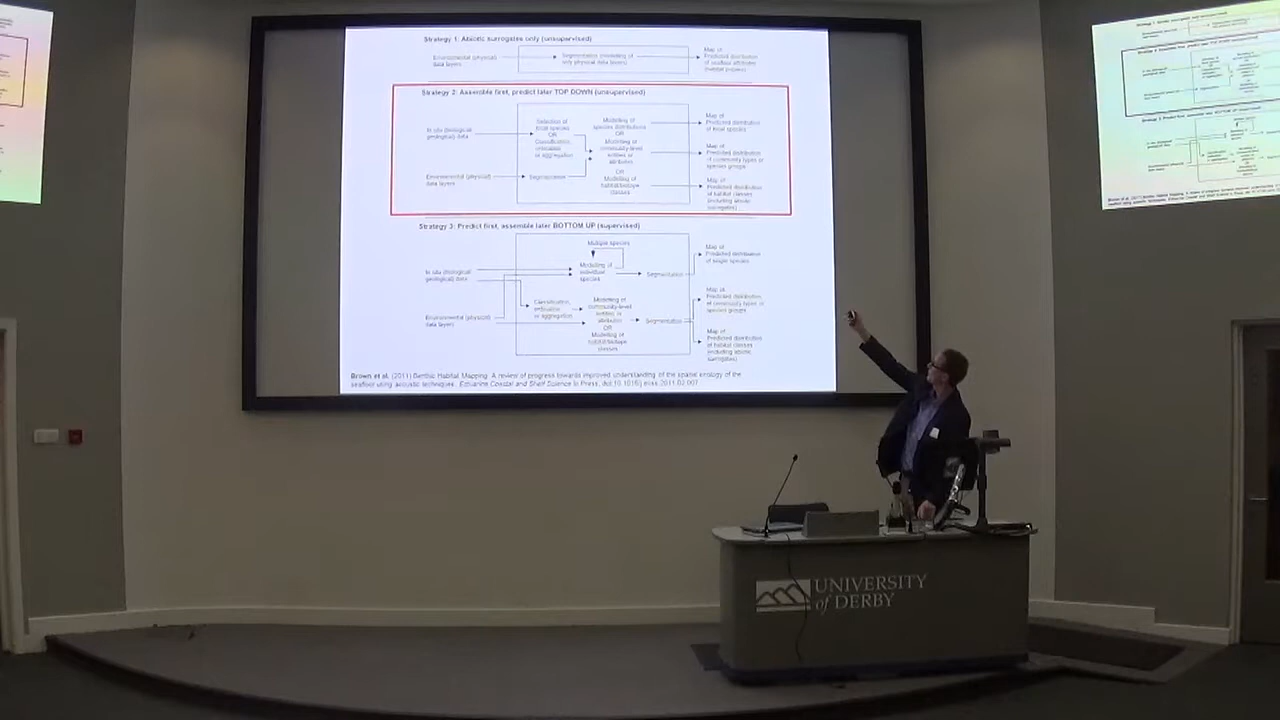 Strategy 1: Abiotic surrogates only (unsupervised)
Environmental (physical)
data layers
Segmentation (modelling of
only physical data layers)
Map of
Predicted distribution
of seafloor attributes
Strategy 2: Assemble first, predict later TOP DOWN (unsupervised)
In situ (biological,
geological) data
Environmental (physical)
data layers
Selection of
focal species
OR
Classification,
ordination
or aggregation
Segmentation
Modelling of
species distributions
OR
Modelling of
community-level
entities or
attributes
OR
Modelling of
habitat/biotope
classes
Map of
Predicted distribution
of focal species
Map of
Predicted distribution
of community types or
species groups
Map of
Predicted distribution
of habitat classes
(including abiotic
surrogates)
Strategy 3: Predict first, assemble later BOTTOM UP (supervised)
In situ (biological,
geological) data
Environmental (physical)
data layers
Multiple species
Modelling of
individual
species
Segmentation
Classification,
ordination
or aggregation
Modelling of
community-level
entities or
attributes
OR
Modelling of
habitat/biotope
classes
Segmentation
Map of
Predicted distribution
of single species
Map of
Predicted distribution
of community types or
species groups
Map of
Predicted distribution
of habitat classes
(including abiotic
surrogates)
Brown et al. (2011) Benthic Habitat Mapping: A review of progress towards improved understanding of the spatial ecology of the
seafloor using acoustic techniques. Estuarine Coastal and Shelf Science In Press, doi:10.1016/j.ecss.2011.02.007
UNIVERSITY
of DERBY